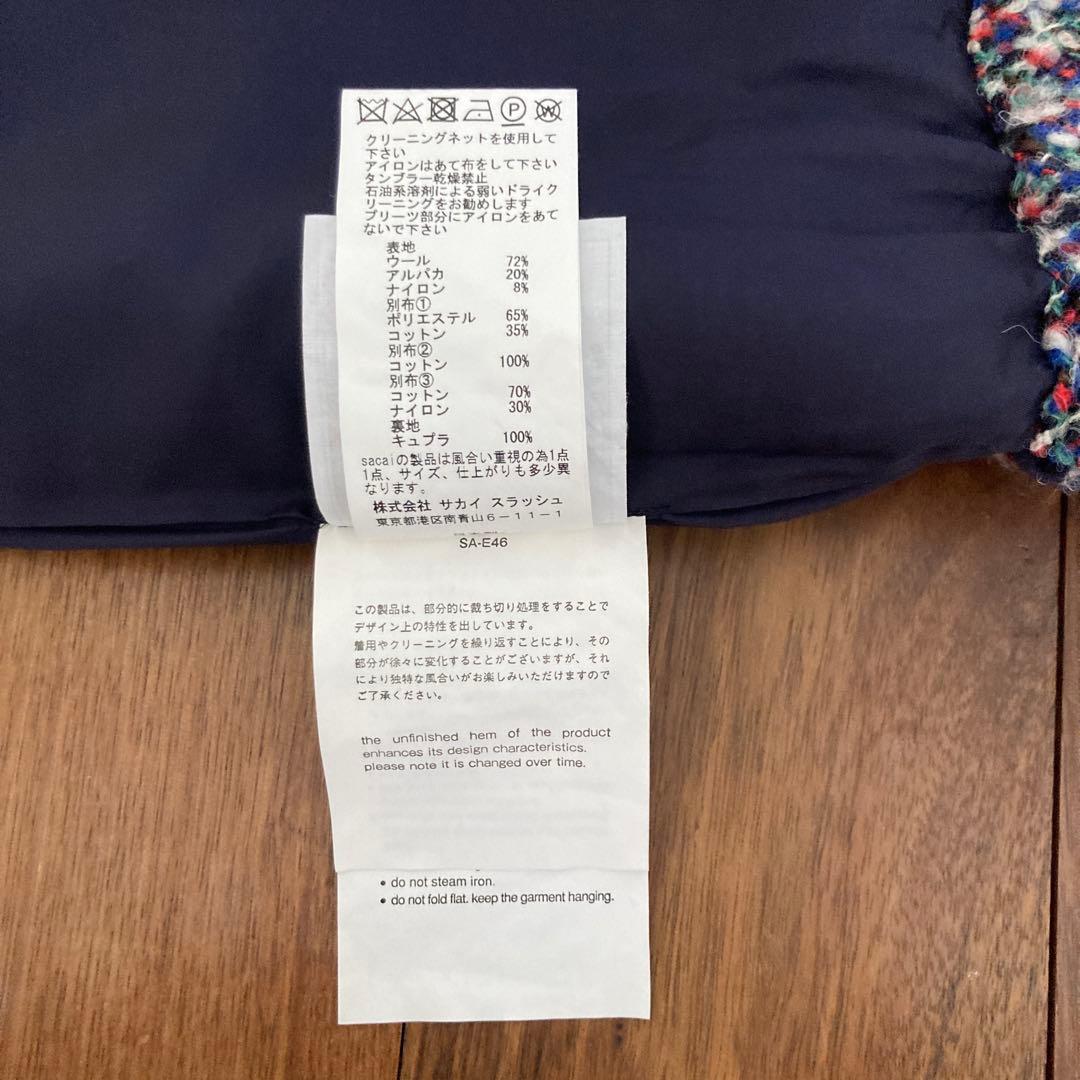 クリーニングネットを使用して
下さい
アイロンはあて布をして下さい
タンブラー乾燥禁止
石油系溶剤による弱いドライク
リーニングをお勧めします
プリーツ部分にアイロンをあて
ないで下さい
表地
ウール 72%
アルパカ 20%
ナイロン 8%
別布①
ポリエステル 65%
コットン 35%
別布②
コットン 100%
別布③
コットン 70%
ナイロン 30%
裏地
キュプラ 100%
sacaiの製品は風合い重視の為1点
1点、サイズ、仕上がりも多少異
なります。
株式会社 サカイ スラッシュ
東京都港区南青山6-11-1
SA-E46
この製品は、部分的に裁ち切り処理をすることで
デザイン上の特性を出しています。
着用やクリーニングを繰り返すことにより、その
部分が徐々に変化することがございますが、それ
により独特な風合いがお楽しみいただけますので
ご了承ください。
the unfinished hem of the product
enhances its design characteristics.
please note it is changed over time.
• do not steam iron.
• do not fold flat. keep the garment hanging.